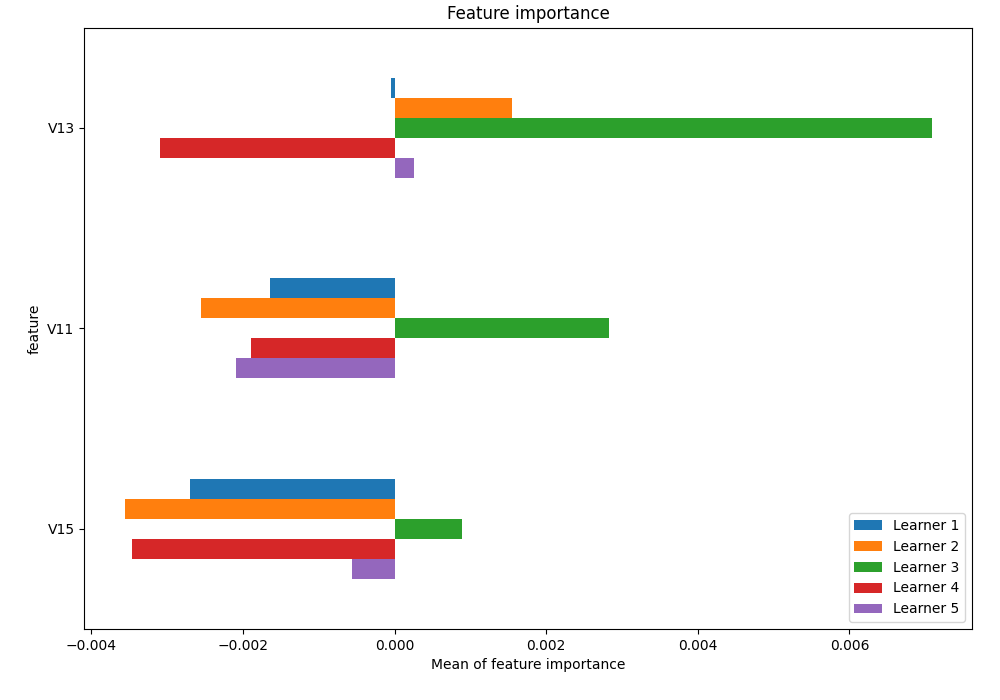 Feature importance
V13
V11
V15
feature
−0.004
−0.002
0.000
0.002
0.004
0.006
Mean of feature importance
Learner 1
Learner 2
Learner 3
Learner 4
Learner 5